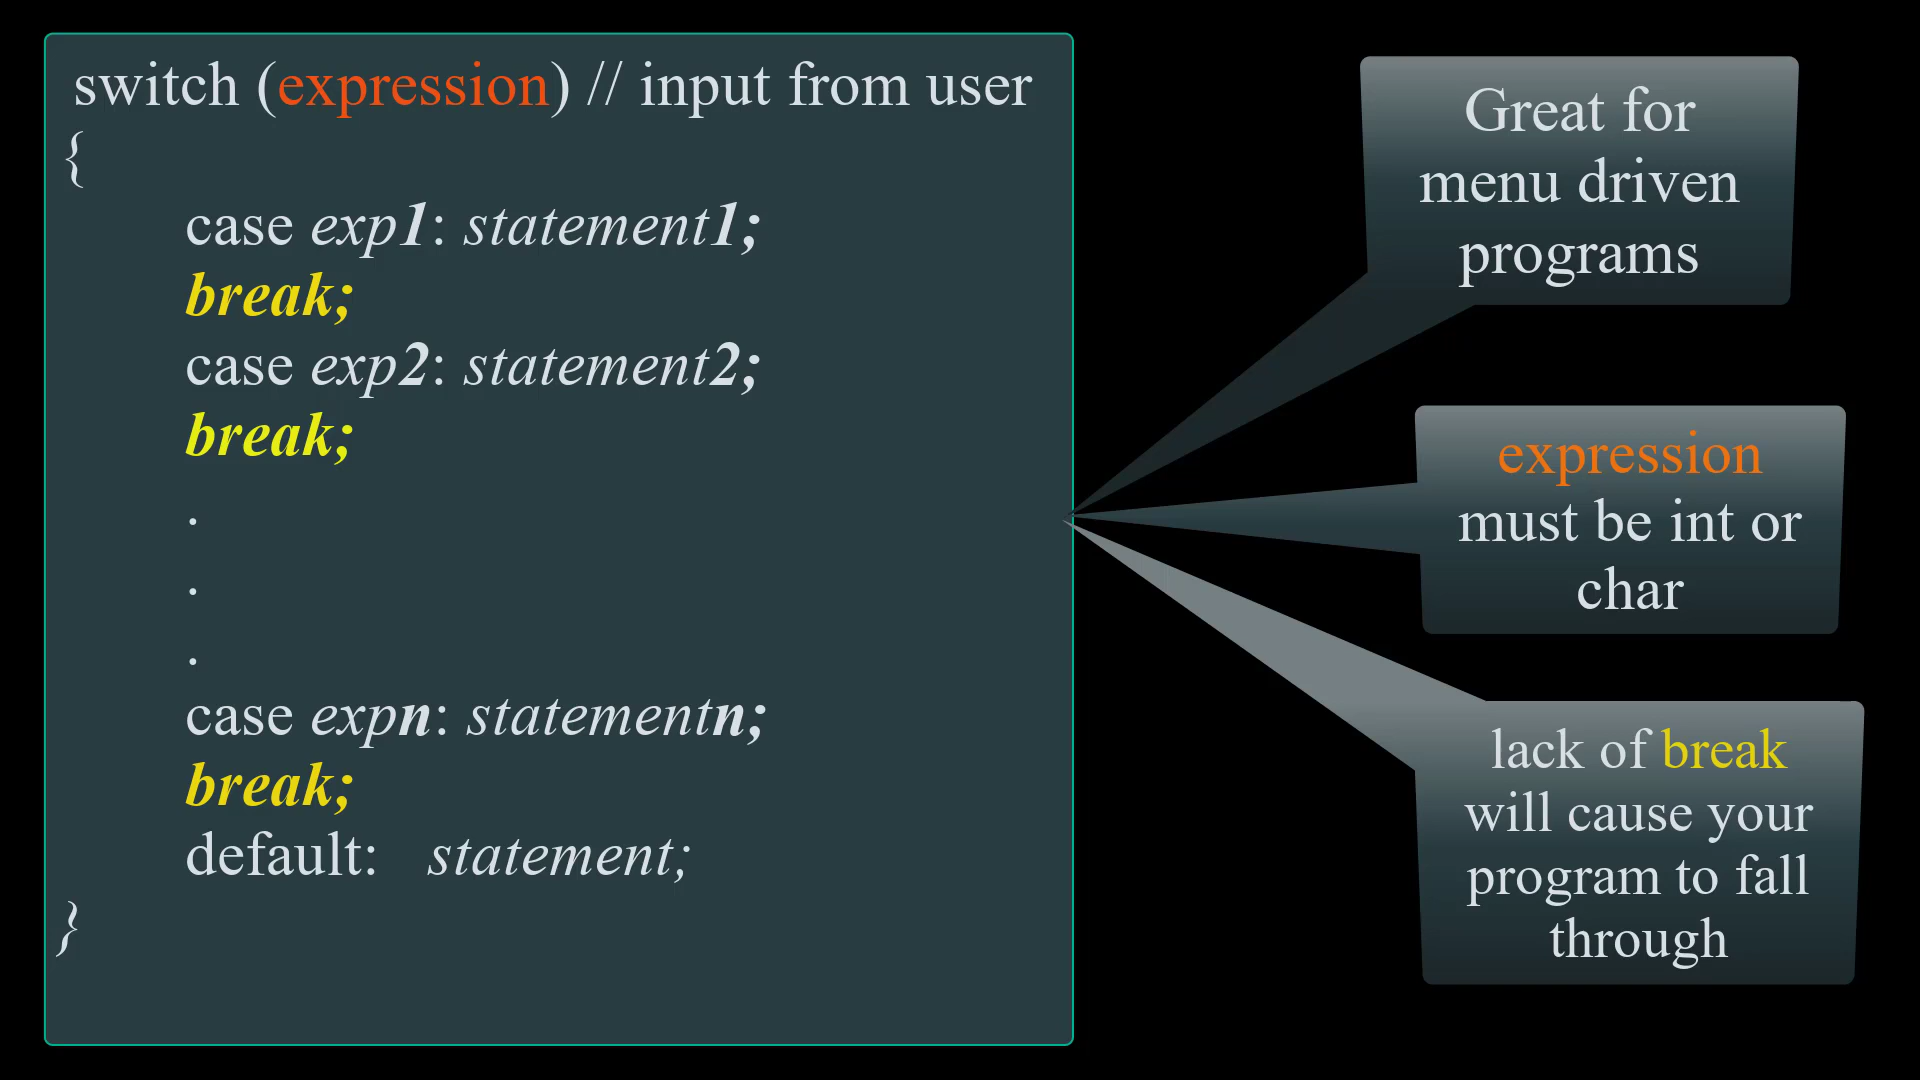 switch (expression) // input from user
{
case exp1: statement1;
break;
case exp2: statement2;
break;
.
.
.
case expn: statementn;
break;
default: statement;
}
Great for
menu driven
programs
expression
must be int or
char
lack of break
will cause your
program to fall
through